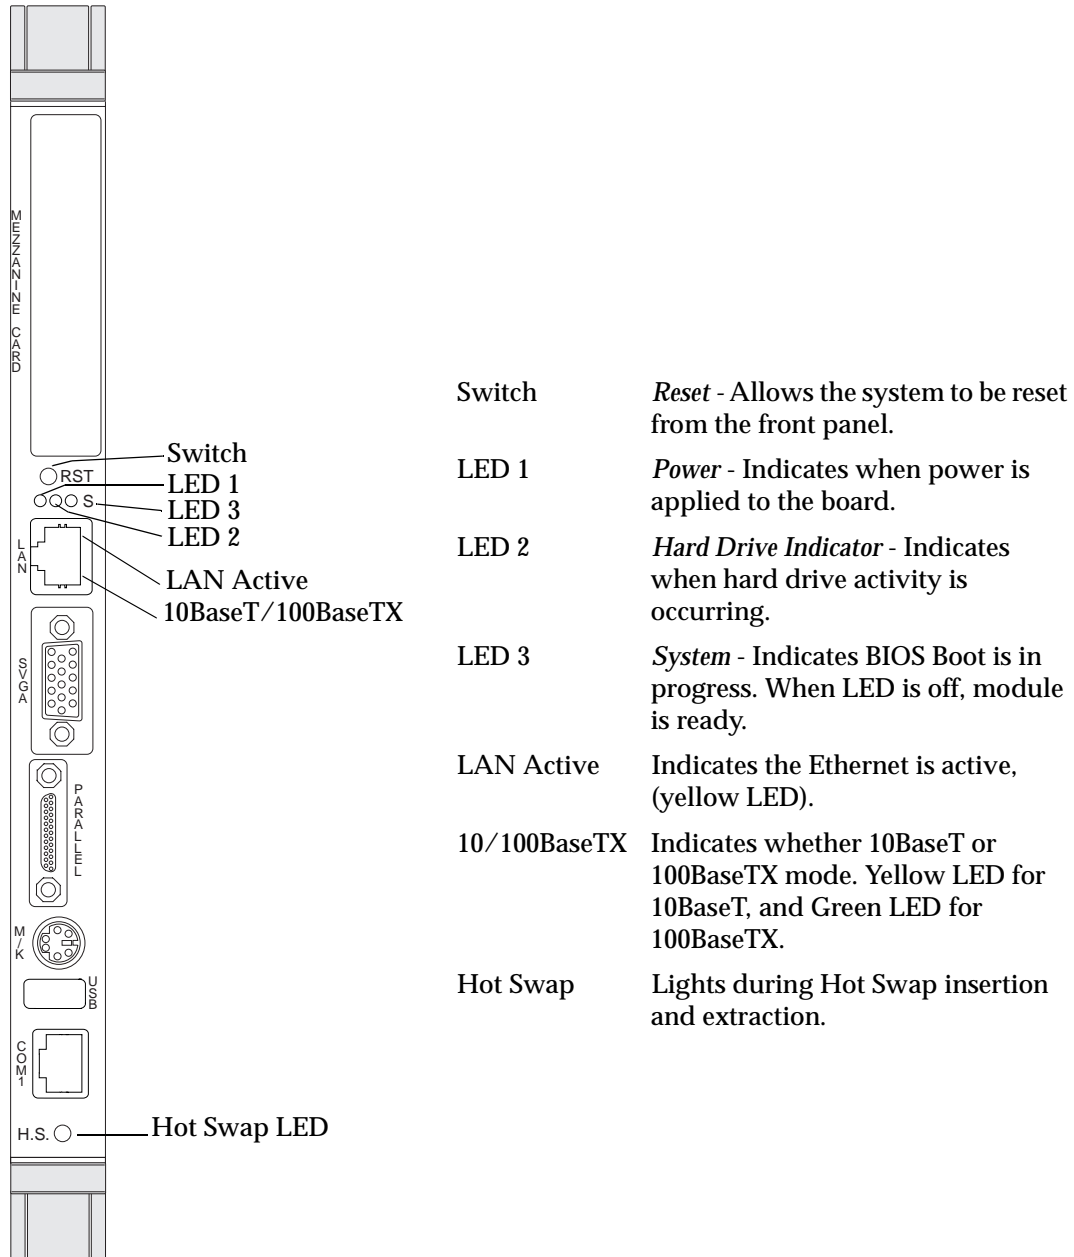 MEZZANINE CARD
RST
S
LAN
SVGA
PARALLEL
M/K
USB
COM1
H.S.
Switch
LED 1
LED 3
LED 2
LAN Active
10BaseT/100BaseTX
Hot Swap LED
Switch Reset - Allows the system to be reset
from the front panel.
LED 1 Power - Indicates when power is
applied to the board.
LED 2 Hard Drive Indicator - Indicates
when hard drive activity is
occurring.
LED 3 System - Indicates BIOS Boot is in
progress. When LED is off, module
is ready.
LAN Active Indicates the Ethernet is active,
(yellow LED).
10/100BaseTX Indicates whether 10BaseT or
100BaseTX mode. Yellow LED for
10BaseT, and Green LED for
100BaseTX.
Hot Swap Lights during Hot Swap insertion
and extraction.